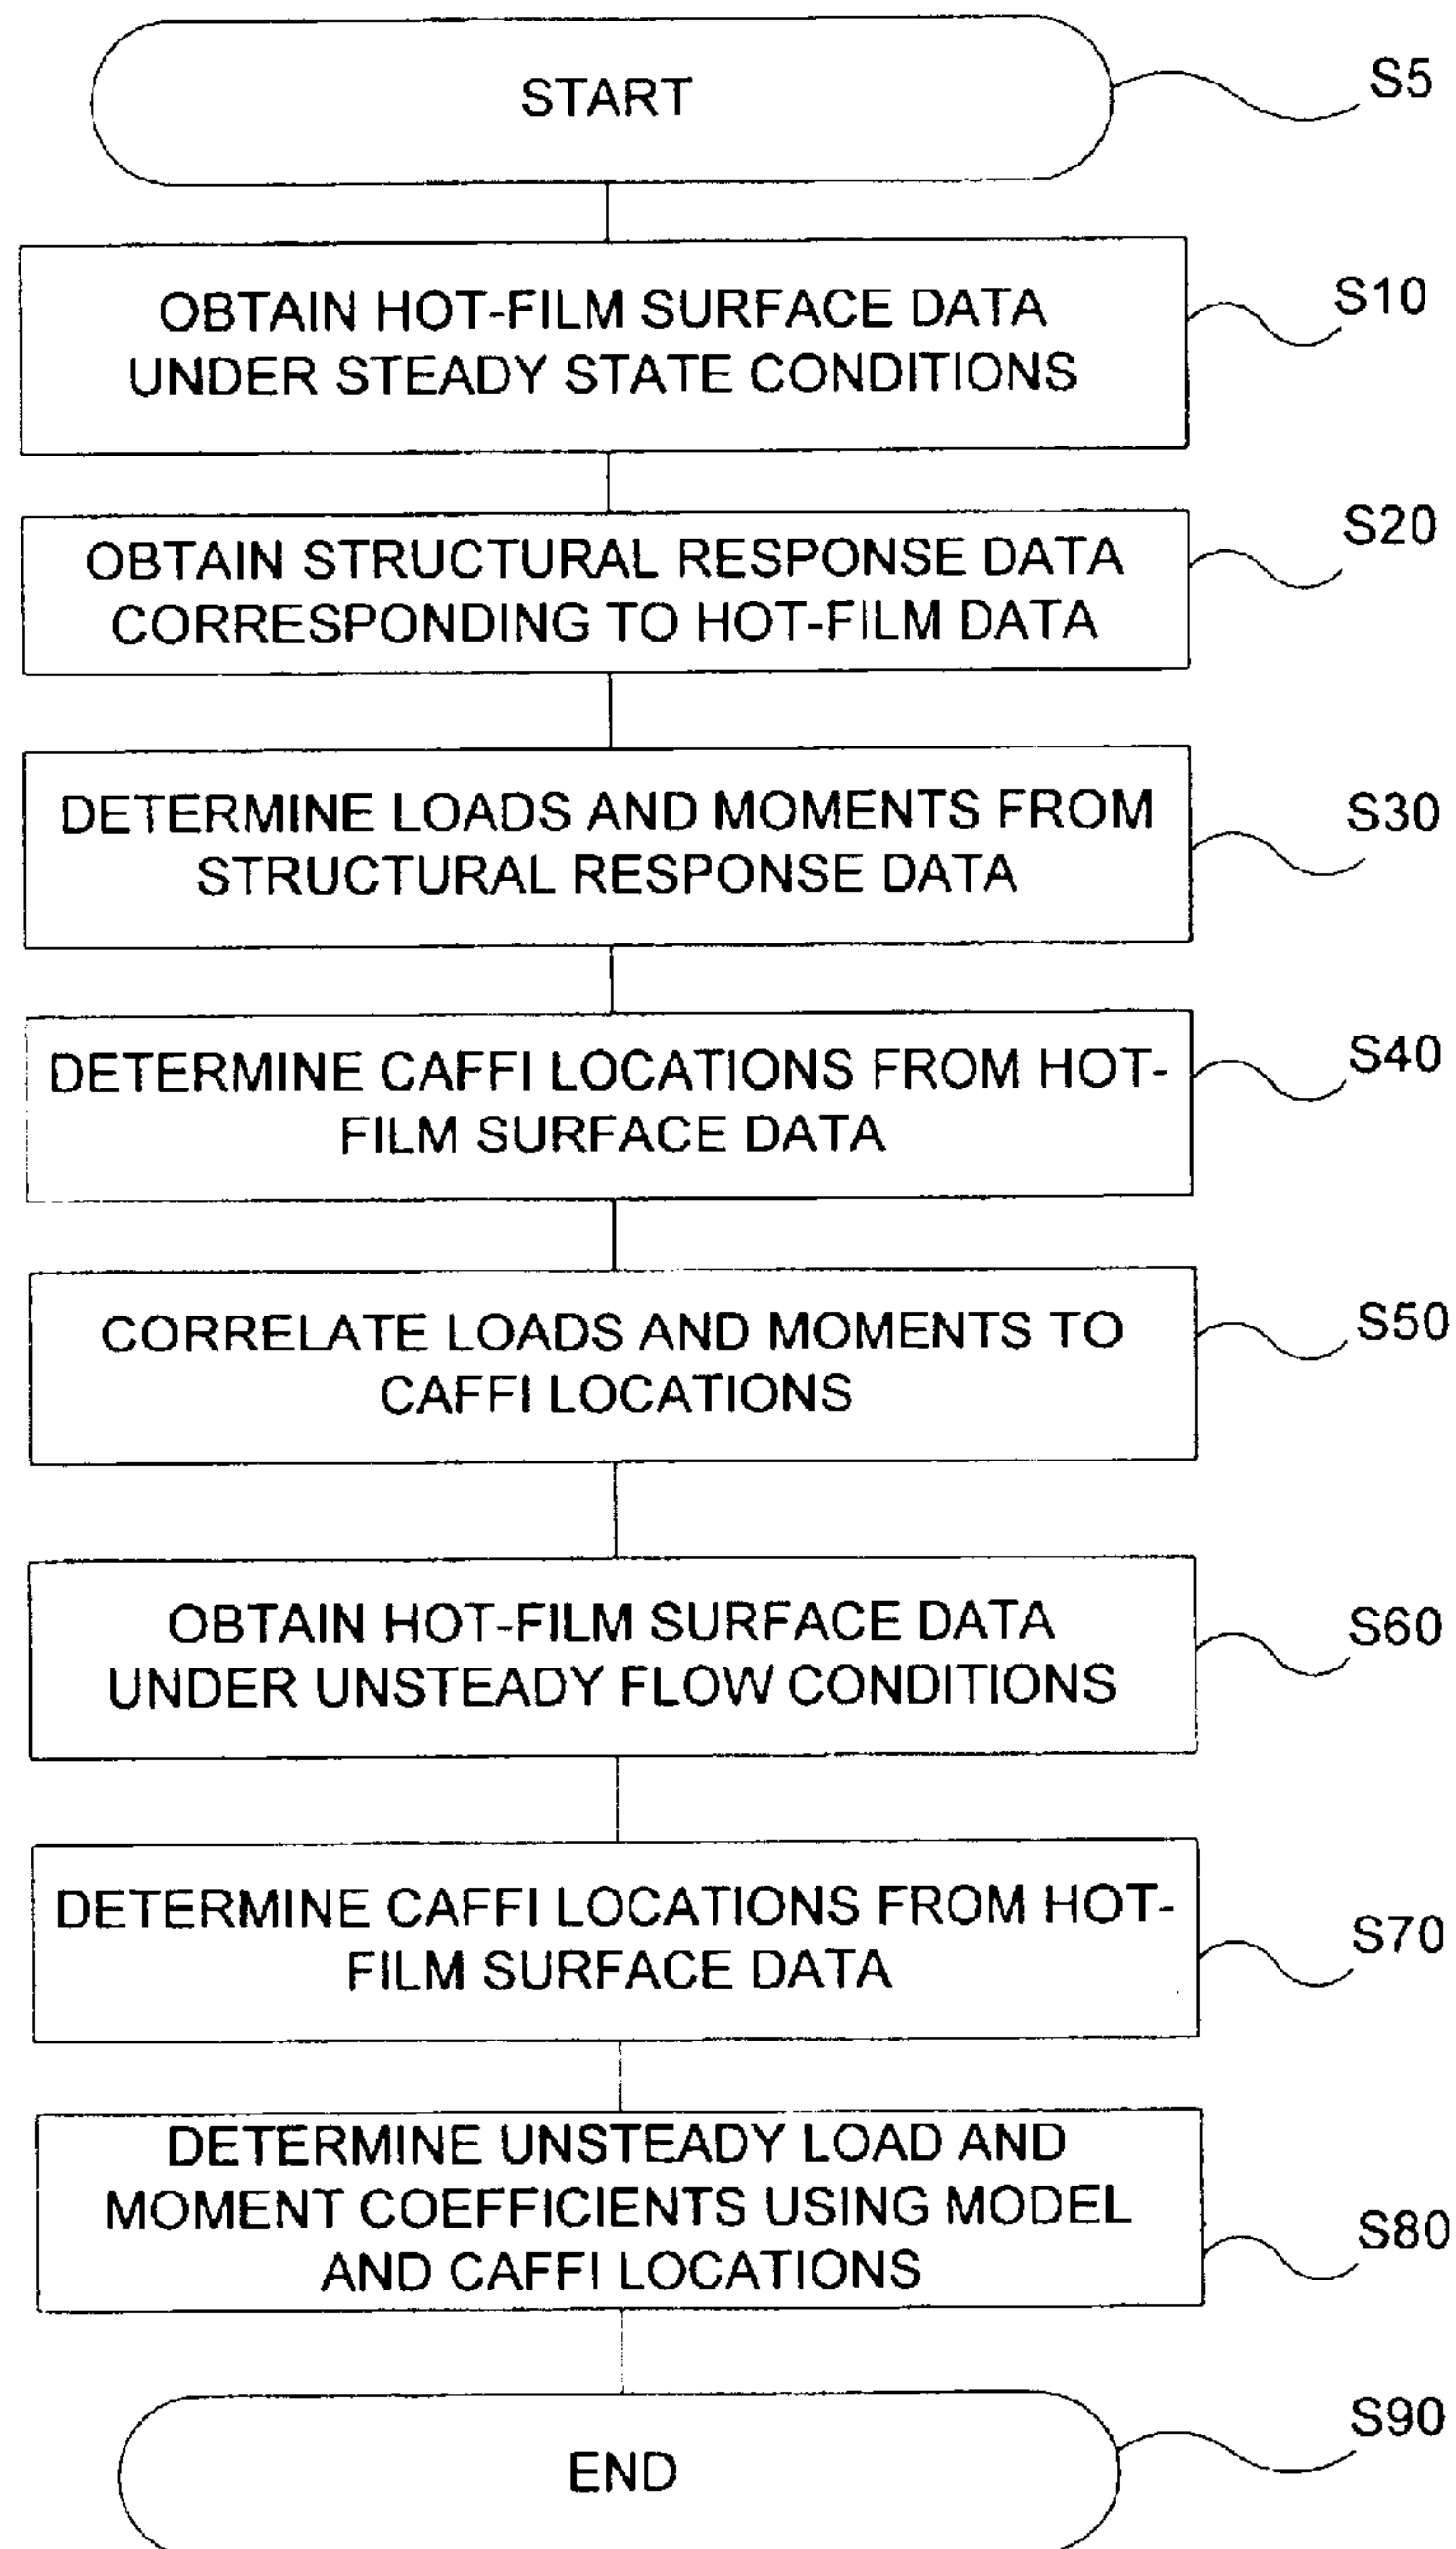 START
S5
OBTAIN HOT-FILM SURFACE DATA
UNDER STEADY STATE CONDITIONS
S10
OBTAIN STRUCTURAL RESPONSE DATA
CORRESPONDING TO HOT-FILM DATA
S20
DETERMINE LOADS AND MOMENTS FROM
STRUCTURAL RESPONSE DATA
S30
DETERMINE CAFFI LOCATIONS FROM HOT-
FILM SURFACE DATA
S40
CORRELATE LOADS AND MOMENTS TO
CAFFI LOCATIONS
S50
OBTAIN HOT-FILM SURFACE DATA
UNDER UNSTEADY FLOW CONDITIONS
S60
DETERMINE CAFFI LOCATIONS FROM HOT-
FILM SURFACE DATA
S70
DETERMINE UNSTEADY LOAD AND
MOMENT COEFFICIENTS USING MODEL
AND CAFFI LOCATIONS
S80
END
S90